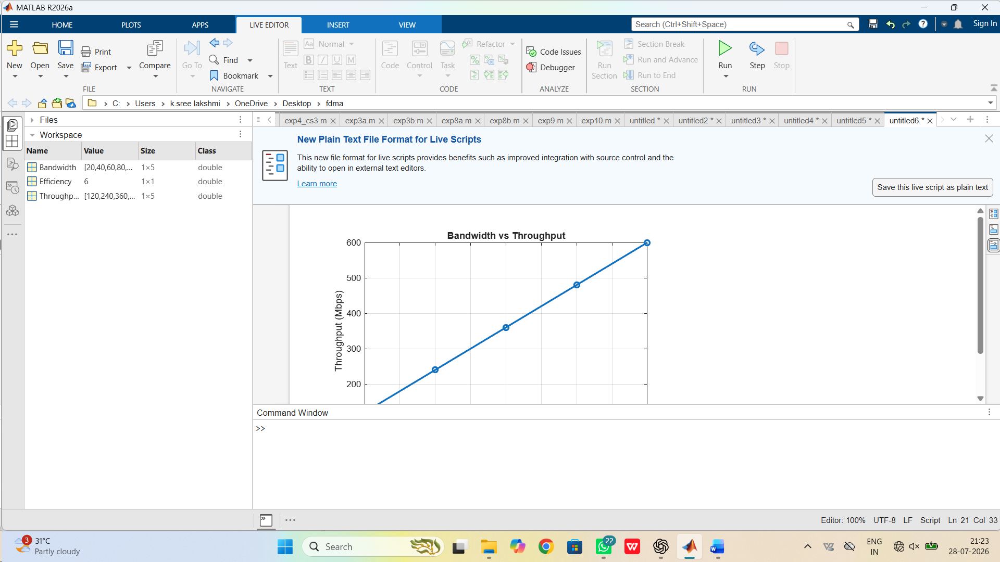 MATLAB R2026a
HOME PLOTS APPS LIVE EDITOR INSERT VIEW
Search (Ctrl+Shift+Space)
Sign In
New Open Save Print Export Compare
FILE
Go To Find Bookmark
NAVIGATE
Text Aa Normal B I U M
TEXT
Code Control Task Refactor
CODE
Code Issues
Debugger
ANALYZE
Run Section
Section Break
Run and Advance
Run to End
SECTION
Run Step Stop
RUN
C: Users k.sree lakshmi OneDrive Desktop fdma
Files
Workspace
Name Value Size Class
Bandwidth [20,40,60,80,... 1×5 double
Efficiency 6 1×1 double
Throughp... [120,240,360,... 1×5 double
exp4_cs3.m exp3a.m exp3b.m exp8a.m exp8b.m exp9.m exp10.m untitled * untitled2 * untitled3 * untitled4 * untitled5 * untitled6 *
New Plain Text File Format for Live Scripts
This new file format for live scripts provides benefits such as improved integration with source control and the
ability to open in external text editors.
Learn more
Save this live script as plain text
Bandwidth vs Throughput
600
500
400
300
200
Throughput (Mbps)
Command Window
>>
Editor: 100% UTF-8 LF Script Ln 21 Col 33
3
31°C
Partly cloudy
Search
22
ENG
IN
21:23
28-07-2026